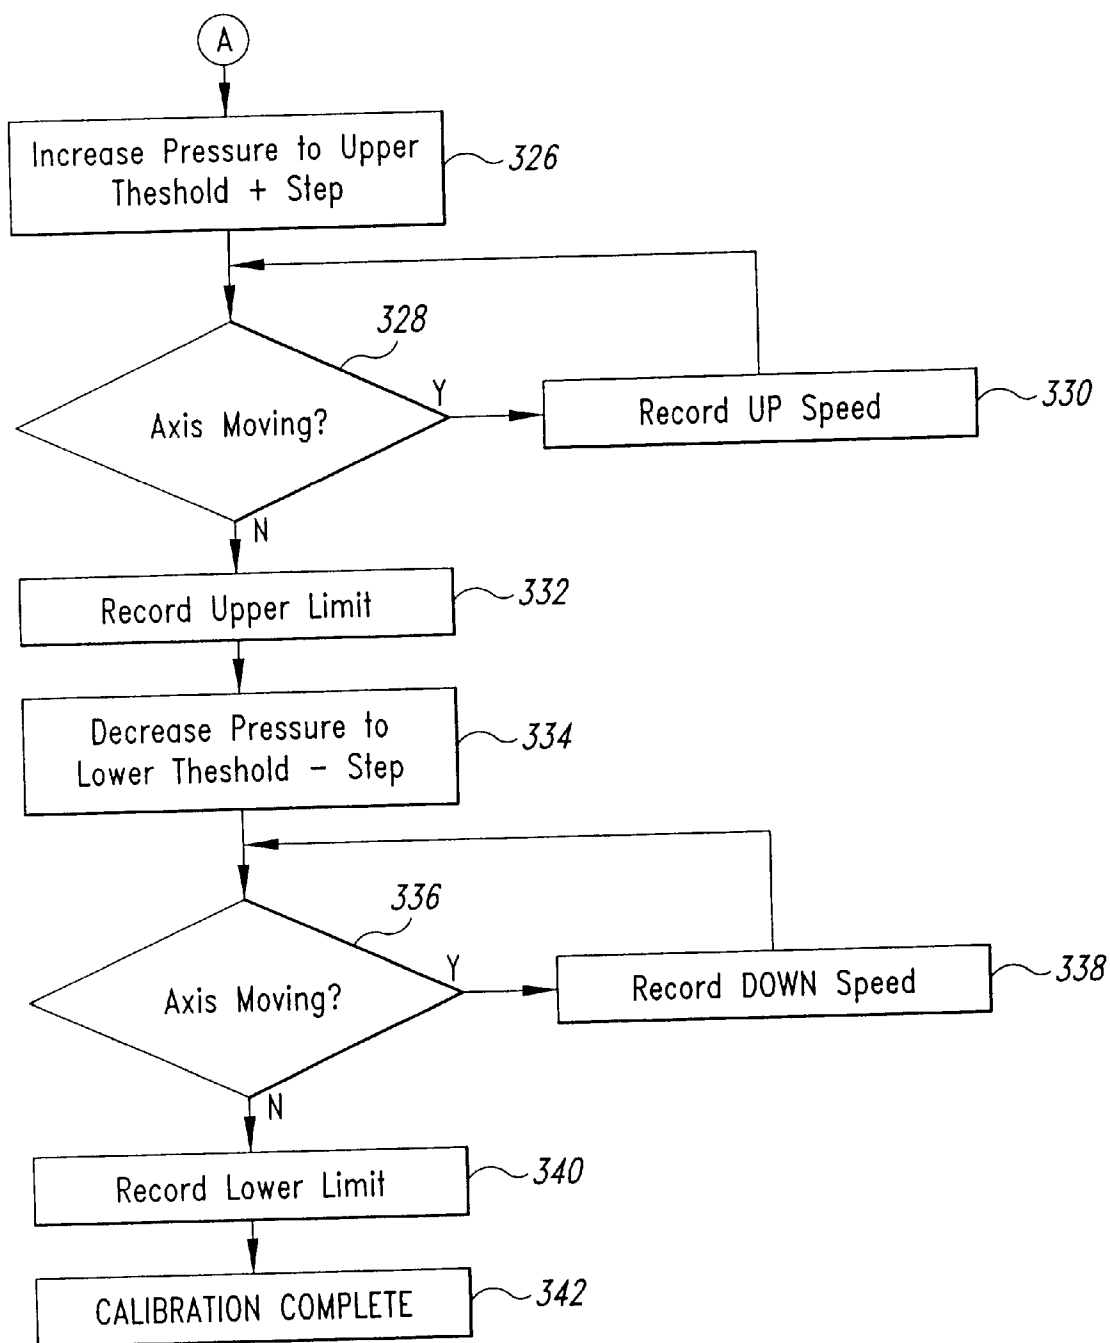 A
Increase Pressure to Upper
Theshold + Step
326
328
Axis Moving?
Y
Record UP Speed
330
N
Record Upper Limit
332
Decrease Pressure to
Lower Theshold – Step
334
336
Axis Moving?
Y
Record DOWN Speed
338
N
Record Lower Limit
340
CALIBRATION COMPLETE
342